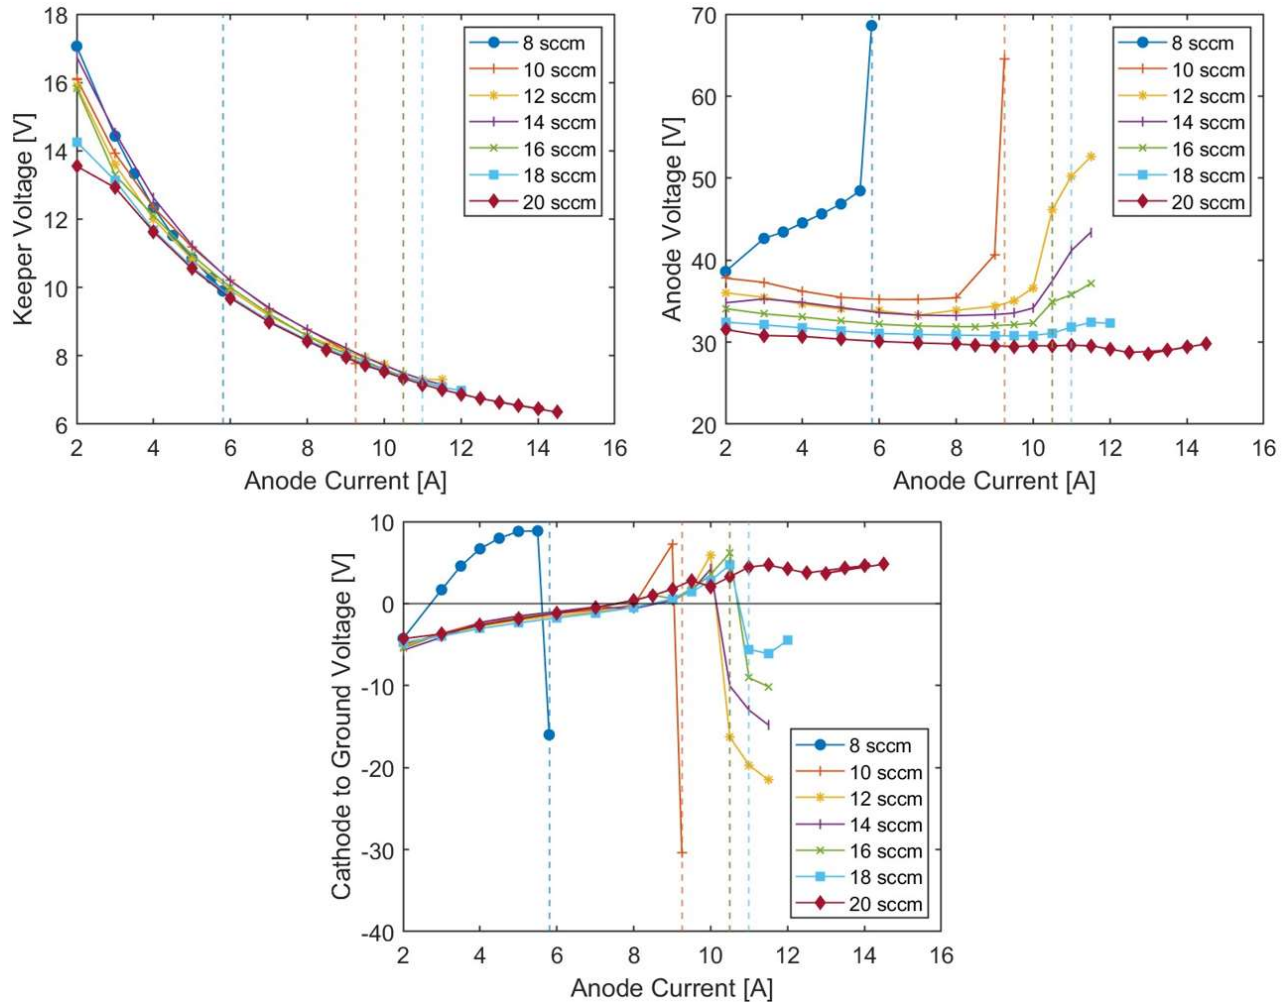 18
16
14
12
10
8
6
Keeper Voltage [V]
2 4 6 8 10 12 14 16
Anode Current [A]
8 sccm
10 sccm
12 sccm
14 sccm
16 sccm
18 sccm
20 sccm
70
60
50
40
30
20
Anode Voltage [V]
2 4 6 8 10 12 14 16
Anode Current [A]
8 sccm
10 sccm
12 sccm
14 sccm
16 sccm
18 sccm
20 sccm
10
0
-10
-20
-30
-40
Cathode to Ground Voltage [V]
2 4 6 8 10 12 14 16
Anode Current [A]
8 sccm
10 sccm
12 sccm
14 sccm
16 sccm
18 sccm
20 sccm